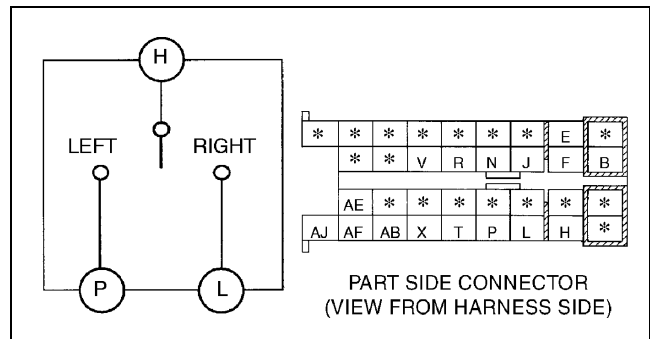 H
LEFT
RIGHT
P
L
* * * * * * * E *
* * V R N J F B
AE * * * * * * *
AJ AF AB X T P L H *
PART SIDE CONNECTOR
(VIEW FROM HARNESS SIDE)